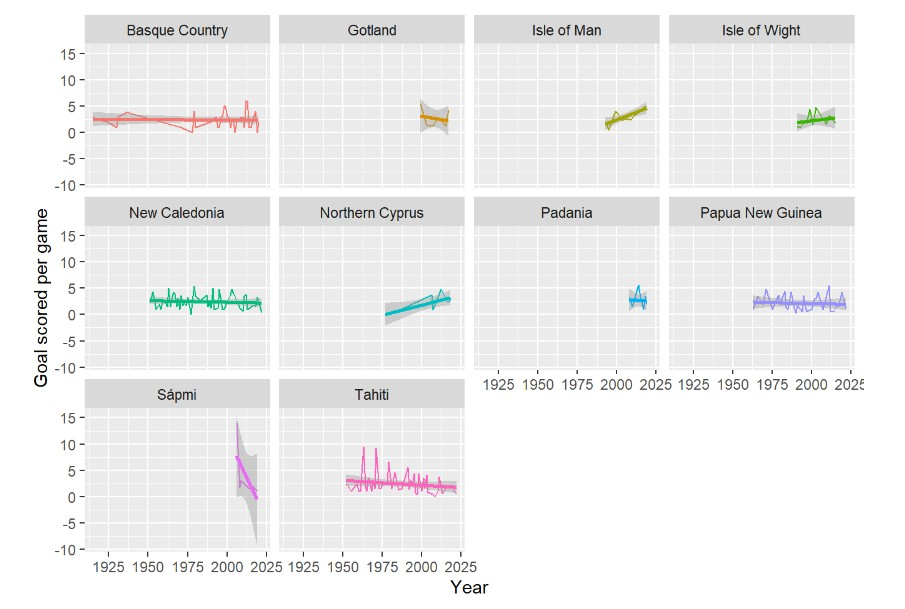 Basque Country Gotland Isle of Man Isle of Wight
15
10
5
0
-5
-10
New Caledonia Northern Cyprus Padania Papua New Guinea
15
10
5
0
-5
-10
1925 1950 1975 2000 2025 1925 1950 1975 2000 2025
Sápmi Tahiti
15
10
5
0
-5
-10
1925 1950 1975 2000 2025 1925 1950 1975 2000 2025
Year
Goal scored per game